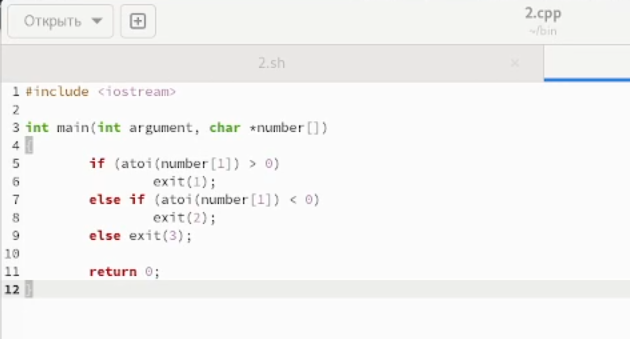 Открыть
2.cpp
~/bin
2.sh
1 #include <iostream>
2
3 int main(int argument, char *number[])
4 {
5 if (atoi(number[1]) > 0)
6 exit(1);
7 else if (atoi(number[1]) < 0)
8 exit(2);
9 else exit(3);
10
11 return 0;
12 }